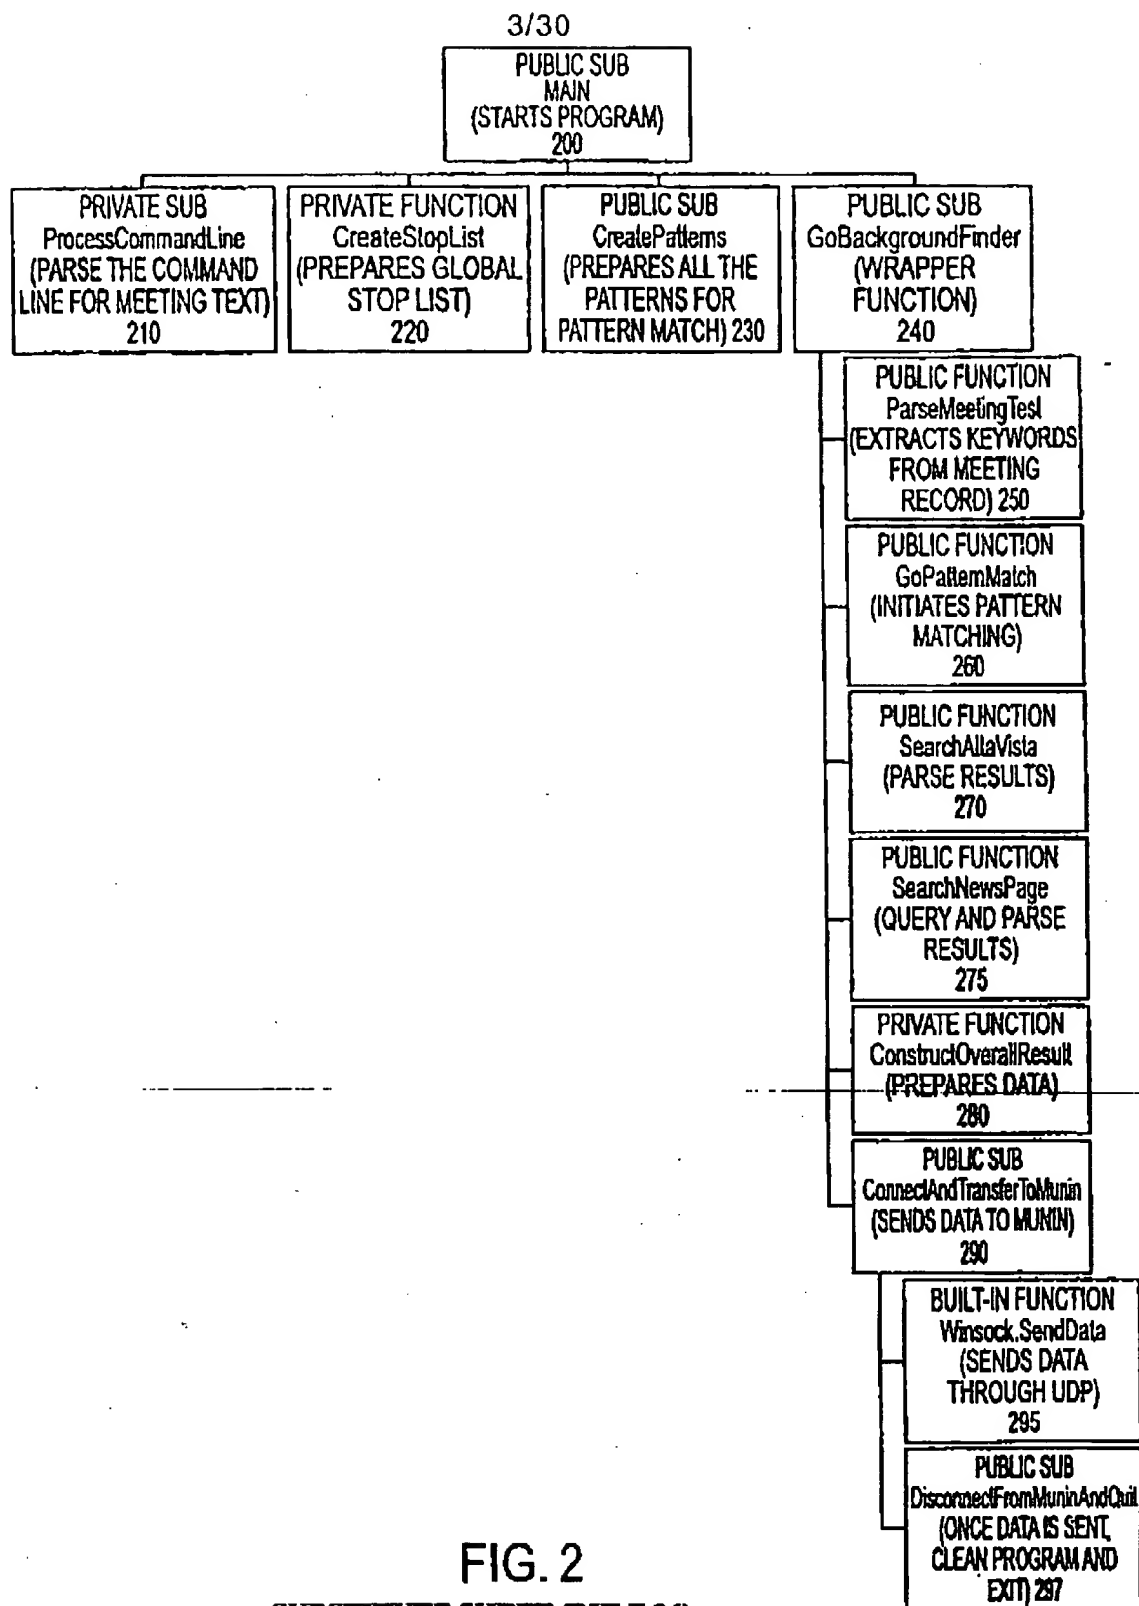 3/30
PUBLIC SUB
MAIN
(STARTS PROGRAM)
200
PRIVATE SUB
ProcessCommandLine
(PARSE THE COMMAND
LINE FOR MEETING TEXT)
210
PRIVATE FUNCTION
CreateStopList
(PREPARES GLOBAL
STOP LIST)
220
PUBLIC SUB
CreatePatterns
(PREPARES ALL THE
PATTERNS FOR
PATTERN MATCH) 230
PUBLIC SUB
GoBackgroundFinder
(WRAPPER
FUNCTION)
240
PUBLIC FUNCTION
ParseMeetingTest
(EXTRACTS KEYWORDS
FROM MEETING
RECORD) 250
PUBLIC FUNCTION
GoPatternMatch
(INITIATES PATTERN
MATCHING)
260
PUBLIC FUNCTION
SearchAltaVista
(PARSE RESULTS)
270
PUBLIC FUNCTION
SearchNewsPage
(QUERY AND PARSE
RESULTS)
275
PRIVATE FUNCTION
ConstructOverallResult
(PREPARES DATA)
280
PUBLIC SUB
ConnectAndTransferToMunin
(SENDS DATA TO MUNIN)
290
BUILT-IN FUNCTION
Winsock.SendData
(SENDS DATA
THROUGH UDP)
295
PUBLIC SUB
DisconnectFromMuninAndQuit
(ONCE DATA IS SENT,
CLEAN PROGRAM AND
EXIT) 297
FIG. 2